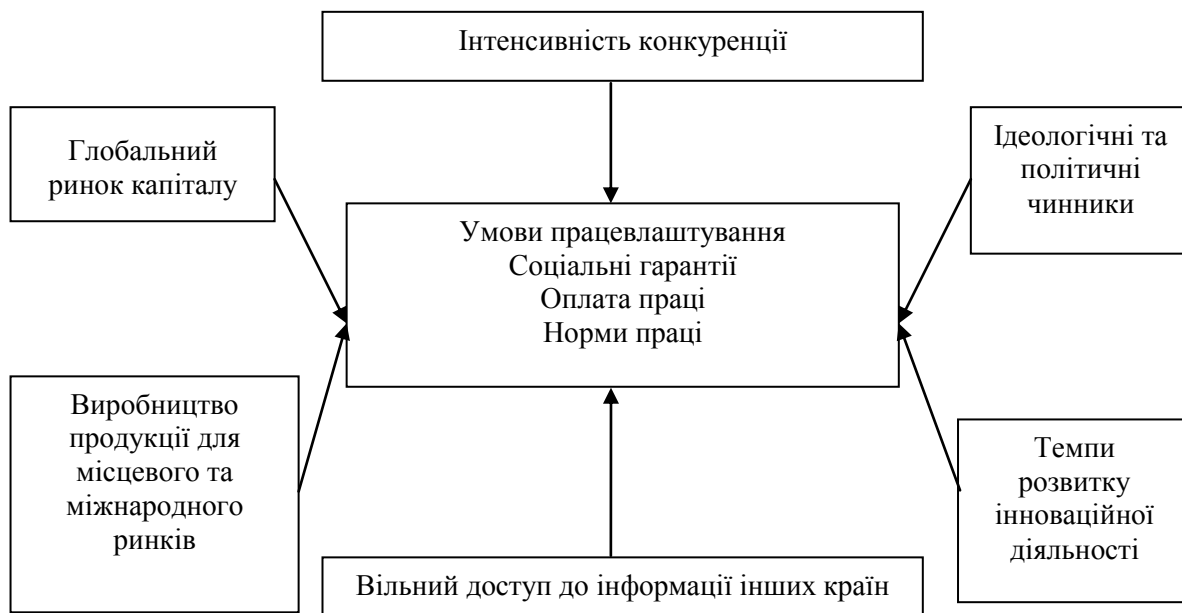 Інтенсивність конкуренції
Глобальний
ринок капіталу
Ідеологічні та
політичні
чинники
Умови працевлаштування
Соціальні гарантії
Оплата праці
Норми праці
Виробництво
продукції для
місцевого та
міжнародного
ринків
Темпи
розвитку
інноваційної
діяльності
Вільний доступ до інформації інших країн